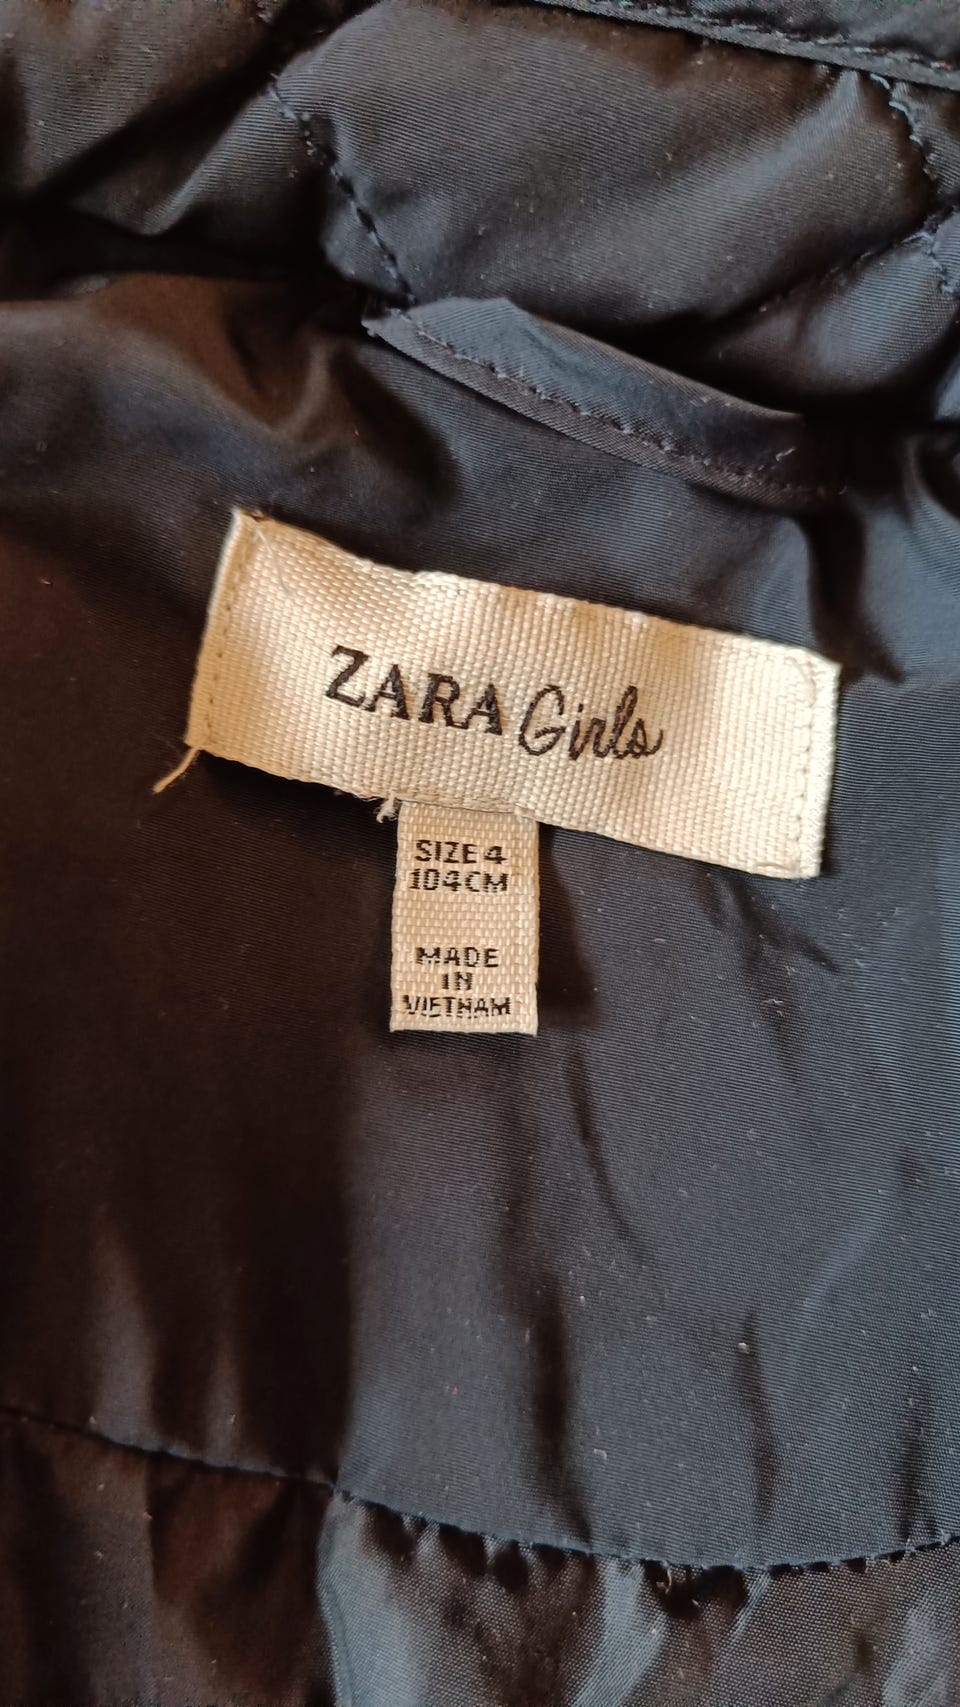 ZARA Girls
SIZE 4
104CM
MADE
IN
VIETNAM